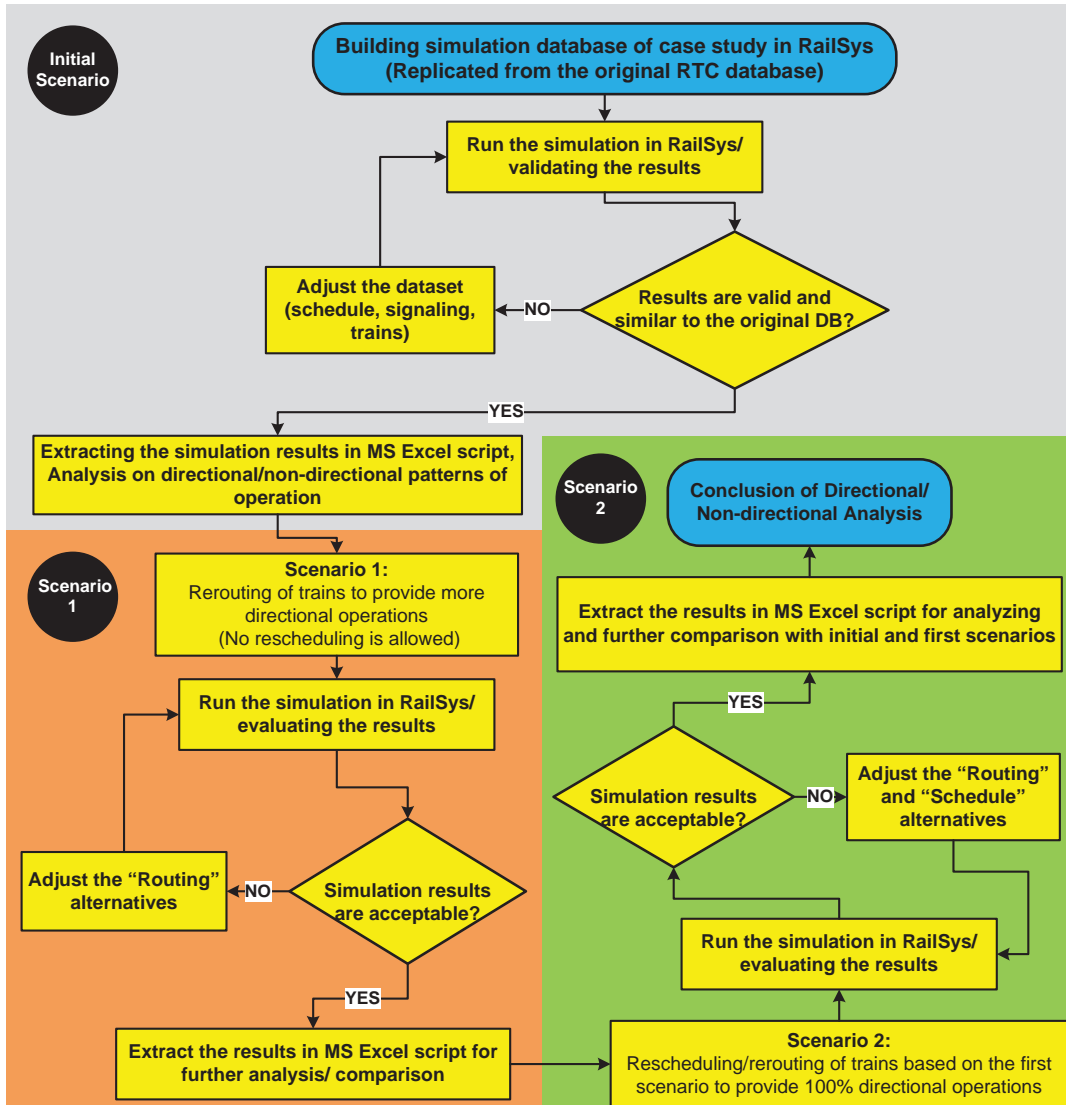 Initial
Scenario
Building simulation database of case study in RailSys
(Replicated from the original RTC database)
Run the simulation in RailSys/
validating the results
Adjust the dataset
(schedule, signaling,
trains)
NO
Results are valid and
similar to the original DB?
YES
Extracting the simulation results in MS Excel script,
Analysis on directional/non-directional patterns of
operation
Scenario
1
Scenario 1:
Rerouting of trains to provide more
directional operations
(No rescheduling is allowed)
Run the simulation in RailSys/
evaluating the results
Adjust the “Routing”
alternatives
NO
Simulation results
are acceptable?
YES
Extract the results in MS Excel script for
further analysis/ comparison
Scenario
2
Conclusion of Directional/
Non-directional Analysis
Extract the results in MS Excel script for analyzing
and further comparison with initial and first scenarios
YES
Simulation results
are acceptable?
NO
Adjust the “Routing”
and “Schedule”
alternatives
Run the simulation in RailSys/
evaluating the results
Scenario 2:
Rescheduling/rerouting of trains based on the first
scenario to provide 100% directional operations